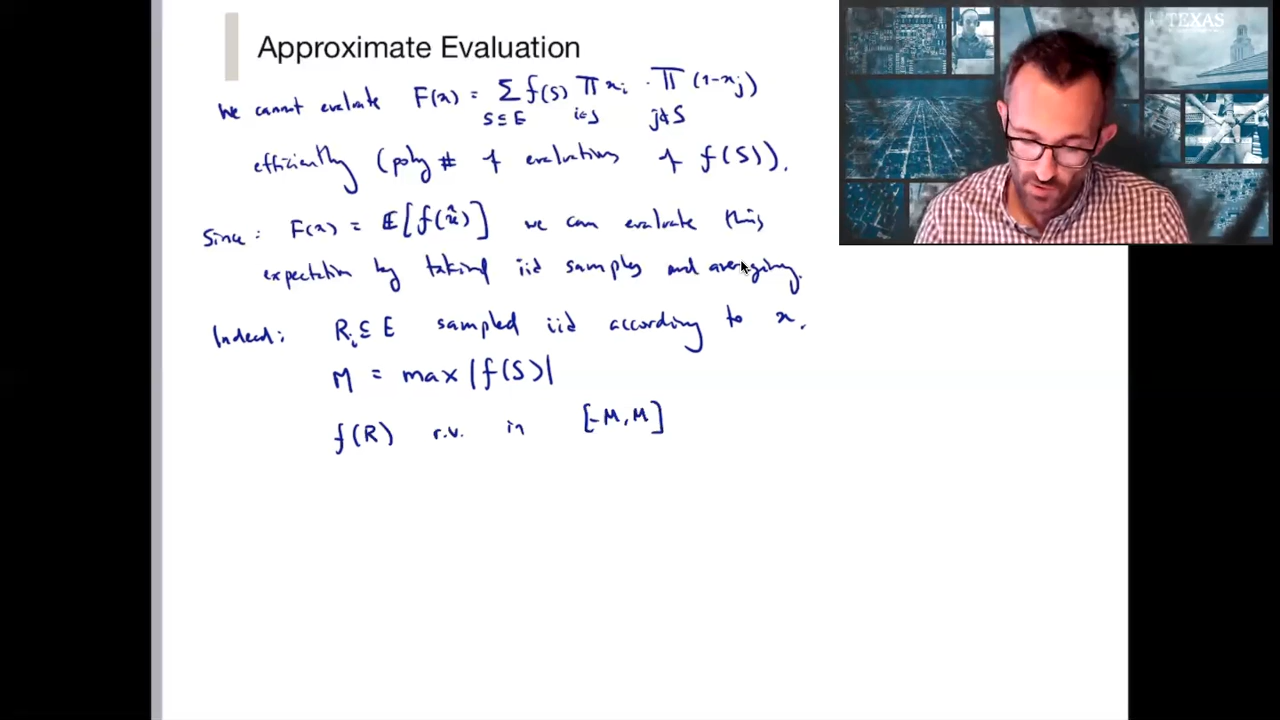 TEXAS
Approximate Evaluation
We cannot evaluate F(x) = Σ f(S) Π xᵢ · Π (1-xⱼ)
S⊆E i∈S j∉S
efficiently (poly # of evaluations of f(S)).
Since: F(x) = 𝔼[f(x̂)] we can evaluate this
expectation by taking iid samples and averaging.
Indeed: Rᵢ ⊆ E sampled iid according to x.
M = max |f(S)|
f(R) r.v. in [-M, M]